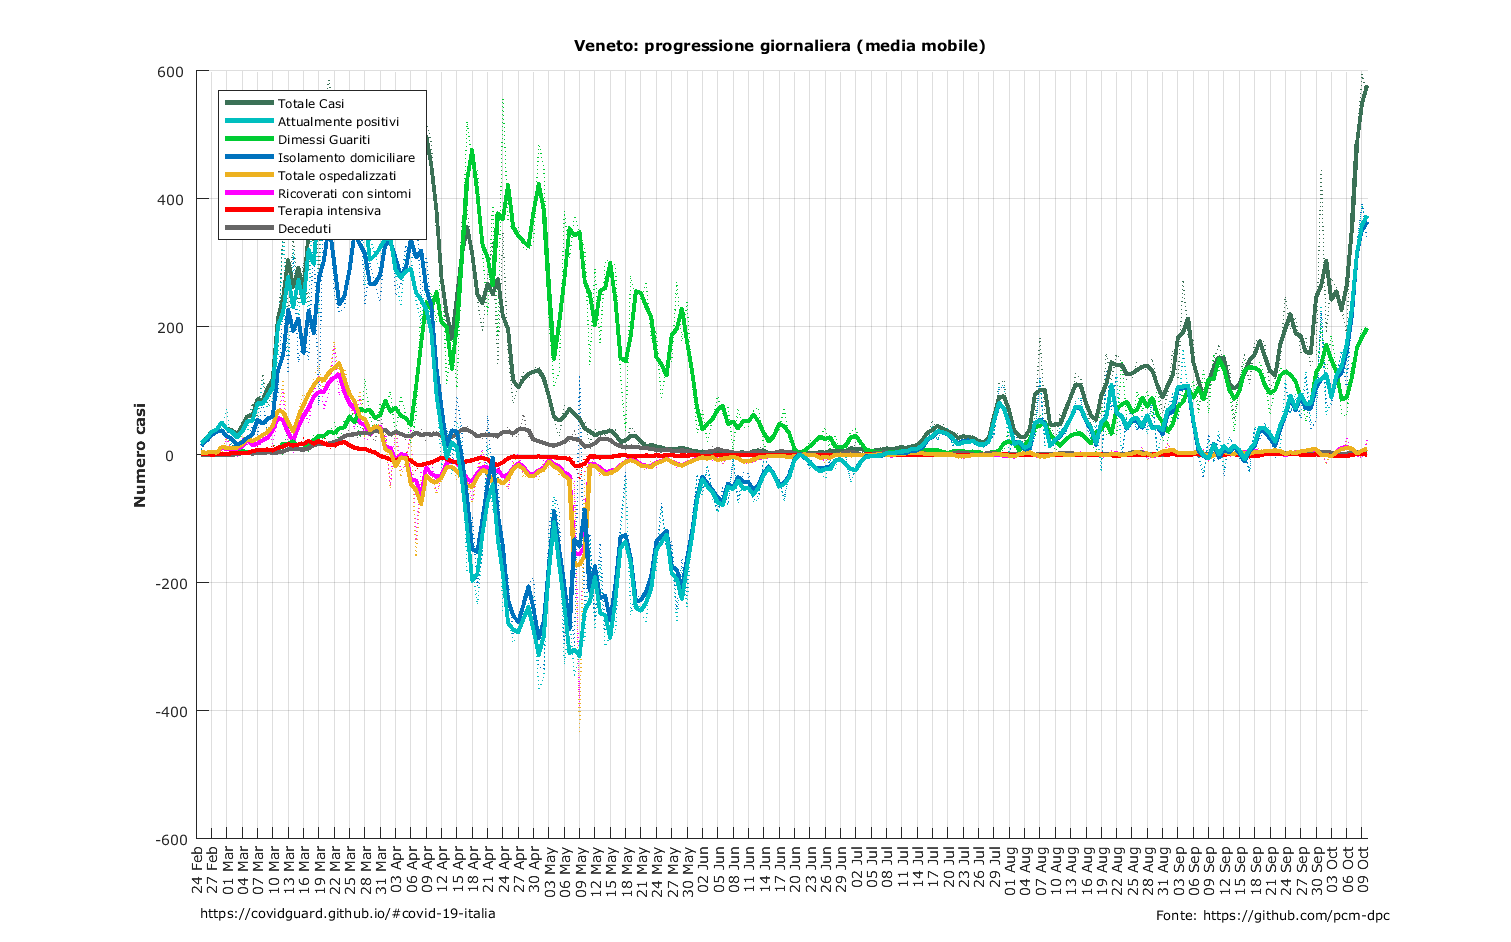 Veneto: progressione giornaliera (media mobile)
600
400
200
0
-200
-400
-600
Numero casi
Totale Casi
Attualmente positivi
Dimessi Guariti
Isolamento domiciliare
Totale ospedalizzati
Ricoverati con sintomi
Terapia intensiva
Deceduti
24 Feb
27 Feb
01 Mar
04 Mar
07 Mar
10 Mar
13 Mar
16 Mar
19 Mar
22 Mar
25 Mar
28 Mar
31 Mar
03 Apr
06 Apr
09 Apr
12 Apr
15 Apr
18 Apr
21 Apr
24 Apr
27 Apr
30 Apr
03 May
06 May
09 May
12 May
15 May
18 May
21 May
24 May
27 May
30 May
02 Jun
05 Jun
08 Jun
11 Jun
14 Jun
17 Jun
20 Jun
23 Jun
26 Jun
29 Jun
02 Jul
05 Jul
08 Jul
11 Jul
14 Jul
17 Jul
20 Jul
23 Jul
26 Jul
29 Jul
01 Aug
04 Aug
07 Aug
10 Aug
13 Aug
16 Aug
19 Aug
22 Aug
25 Aug
28 Aug
31 Aug
03 Sep
06 Sep
09 Sep
12 Sep
15 Sep
18 Sep
21 Sep
24 Sep
27 Sep
30 Sep
03 Oct
06 Oct
09 Oct
https://covidguard.github.io/#covid-19-italia
Fonte: https://github.com/pcm-dpc